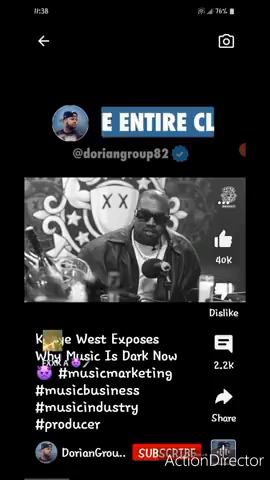 11:38
76%
E ENTIRE CL
@doriangroup82
40K
Dislike
West Exposes
Why Music Is Dark Now
😈 #musicmarketing
#musicbusiness
#musicindustry
#producer
2.2k
Share
DorianGrou..
SUBSCRIBE
ActionDirector